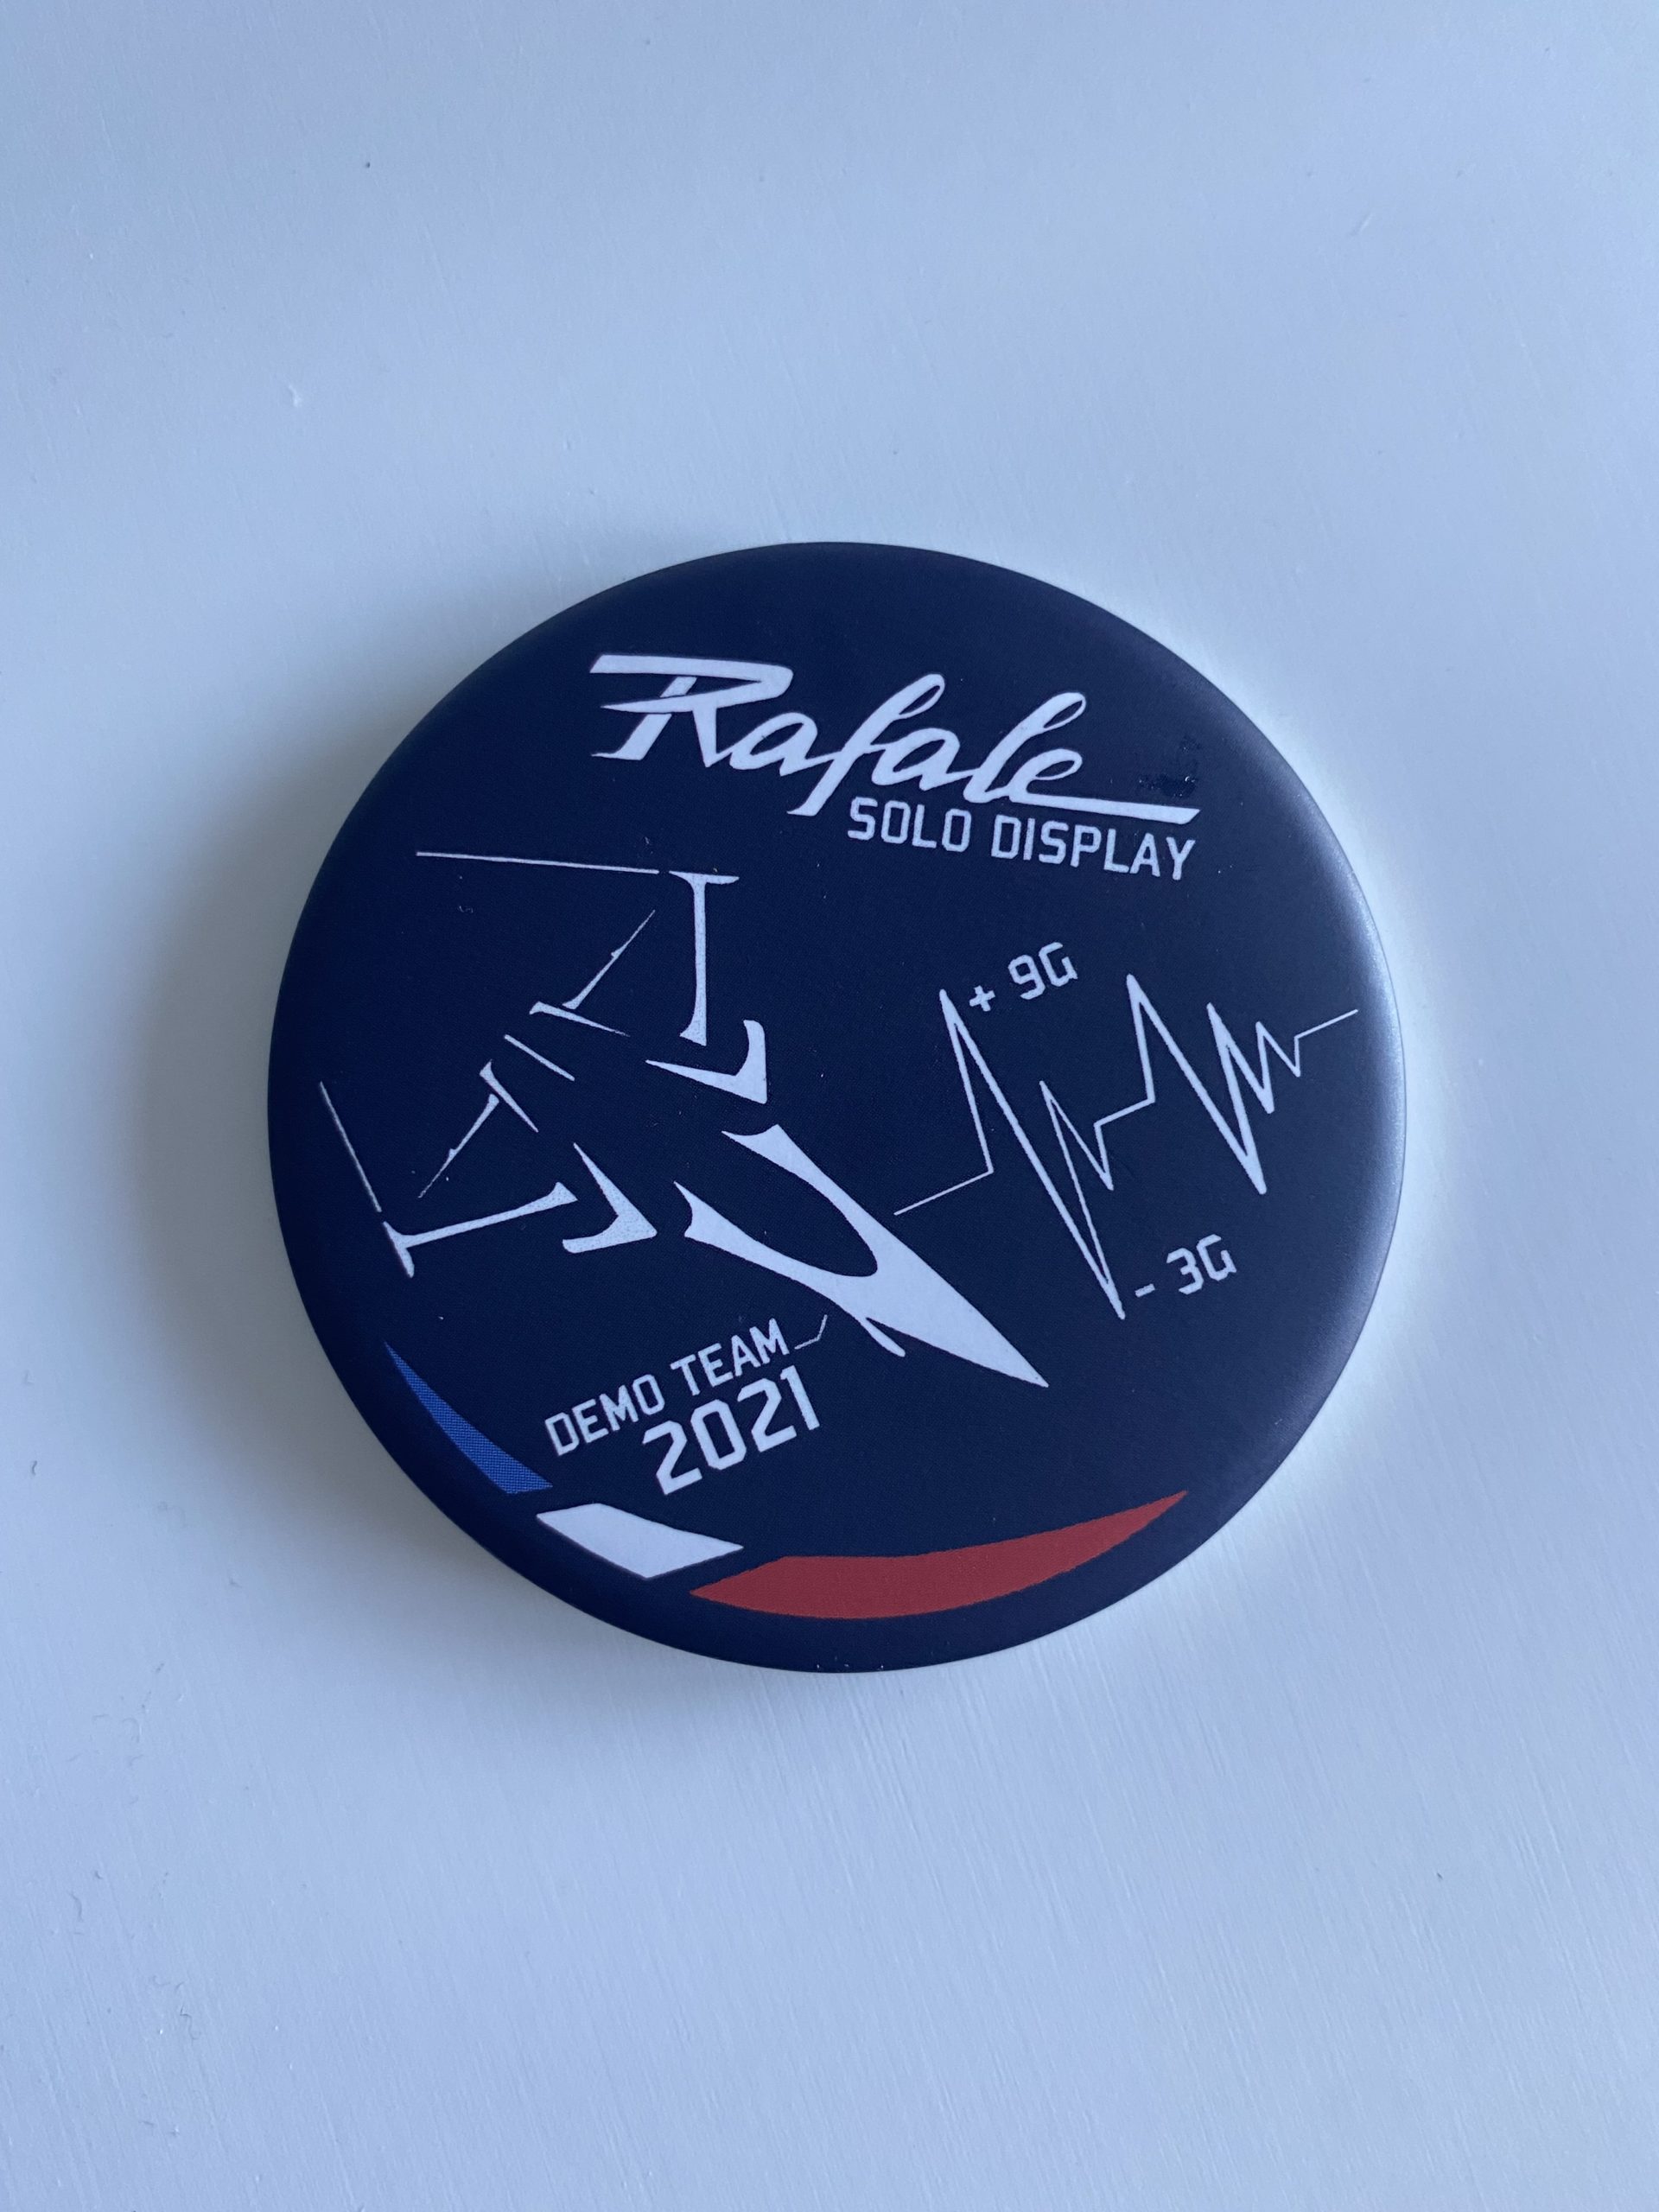 Rafale
SOLO DISPLAY
+ 9G
- 3G
DEMO TEAM
2021